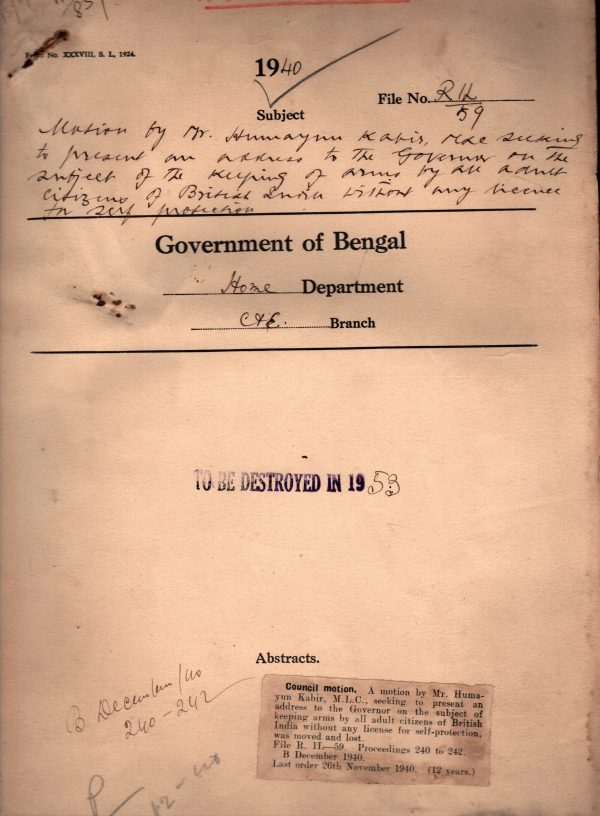 No. XXXVIII, S. I., 1924.
1940
File No. R1L
59
Subject
Motion by Mr. Humayun Kabir, MLC seeking
to present an address to the Governor on the
subject of the keeping of arms by all adult
citizens of British India without any license
for self protection
Government of Bengal
Home Department
Branch
TO BE DESTROYED IN 1953
Abstracts.
B December/40
240-242
Council motion. A motion by Mr. Huma-
yun Kabir, M.L.C., seeking to present an
address to the Governor on the subject of
keeping arms by all adult citizens of British
India without any license for self-protection,
was moved and lost.
File R. 1L—59. Proceedings 240 to 242.
B December 1940.
Last order 26th November 1940. (12 years.)
P